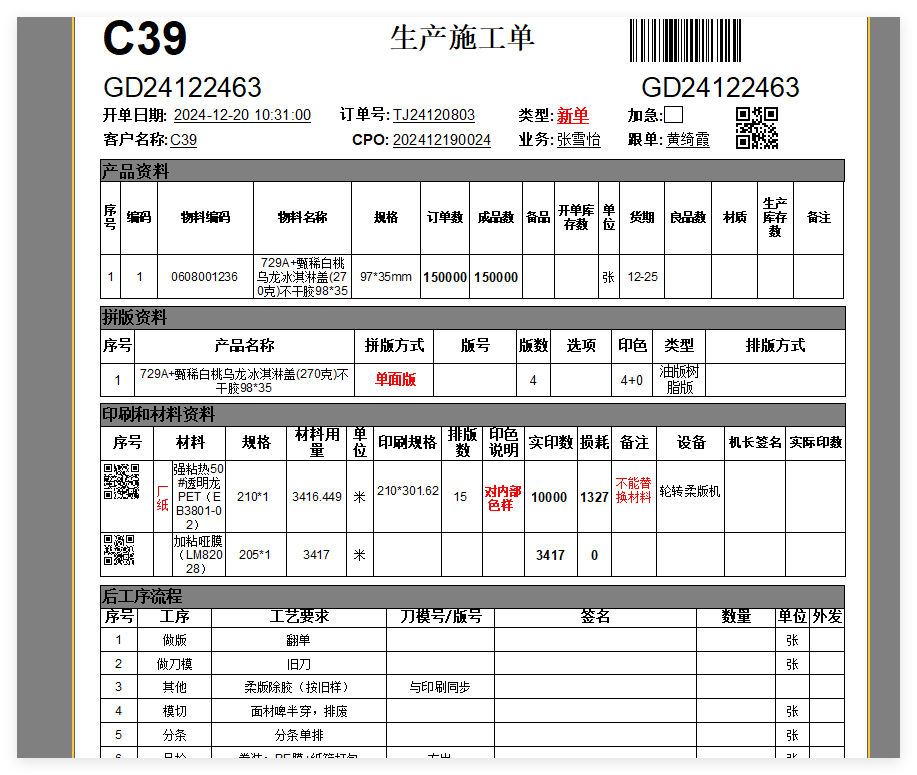 C39
生产施工单
GD24122463
GD24122463
开单日期: 2024-12-20 10:31:00 订单号: TJ24120803 类型: 新单 加急:
客户名称: C39 CPO: 202412190024 业务: 张雪怡 跟单: 黄绮霞
产品资料
序号 编码 物料编码 物料名称 规格 订单数 成品数 备品 开单库存数 单位 货期 良品数 材质 生产库存数 备注
1 1 0608001236 729A+甄稀白桃乌龙冰淇淋盖(270克)不干胶98*35 97*35mm 150000 150000 张 12-25
拼版资料
序号 产品名称 拼版方式 版号 版数 选项 印色 类型 排版方式
1 729A+甄稀白桃乌龙冰淇淋盖(270克)不干胶98*35 单面版 4 4+0 油版树脂版
印刷和材料资料
序号 材料 规格 材料用量 单位 印刷规格 排版数 印色说明 实印数 损耗 备注 设备 机长签名 实际印数
厂纸 强粘热50#透明龙PET（EB3801-02） 210*1 3416.449 米 210*301.62 15 对内部色样 10000 1327 不能替换材料 轮转柔版机
加粘哑膜（LM82028） 205*1 3417 米 3417 0
后工序流程
序号 工序 工艺要求 刀模号/版号 签名 数量 单位 外发
1 做版 翻单 张
2 做刀模 旧刀 张
3 其他 柔版除胶（按旧样） 与印刷同步
4 模切 面材啤半穿，排废 张
5 分条 分条单排 张